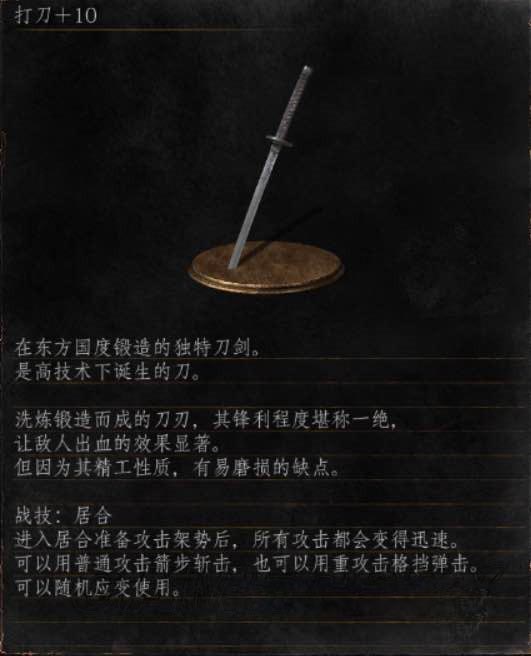 打刀+10
在东方国度锻造的独特刀剑。
是高技术下诞生的刀。
洗炼锻造而成的刀刃，其锋利程度堪称一绝，
让敌人出血的效果显著。
但因为其精工性质，有易磨损的缺点。
战技：居合
进入居合准备攻击架势后，所有攻击都会变得迅速。
可以用普通攻击箭步斩击，也可以用重攻击格挡弹击。
可以随机应变使用。